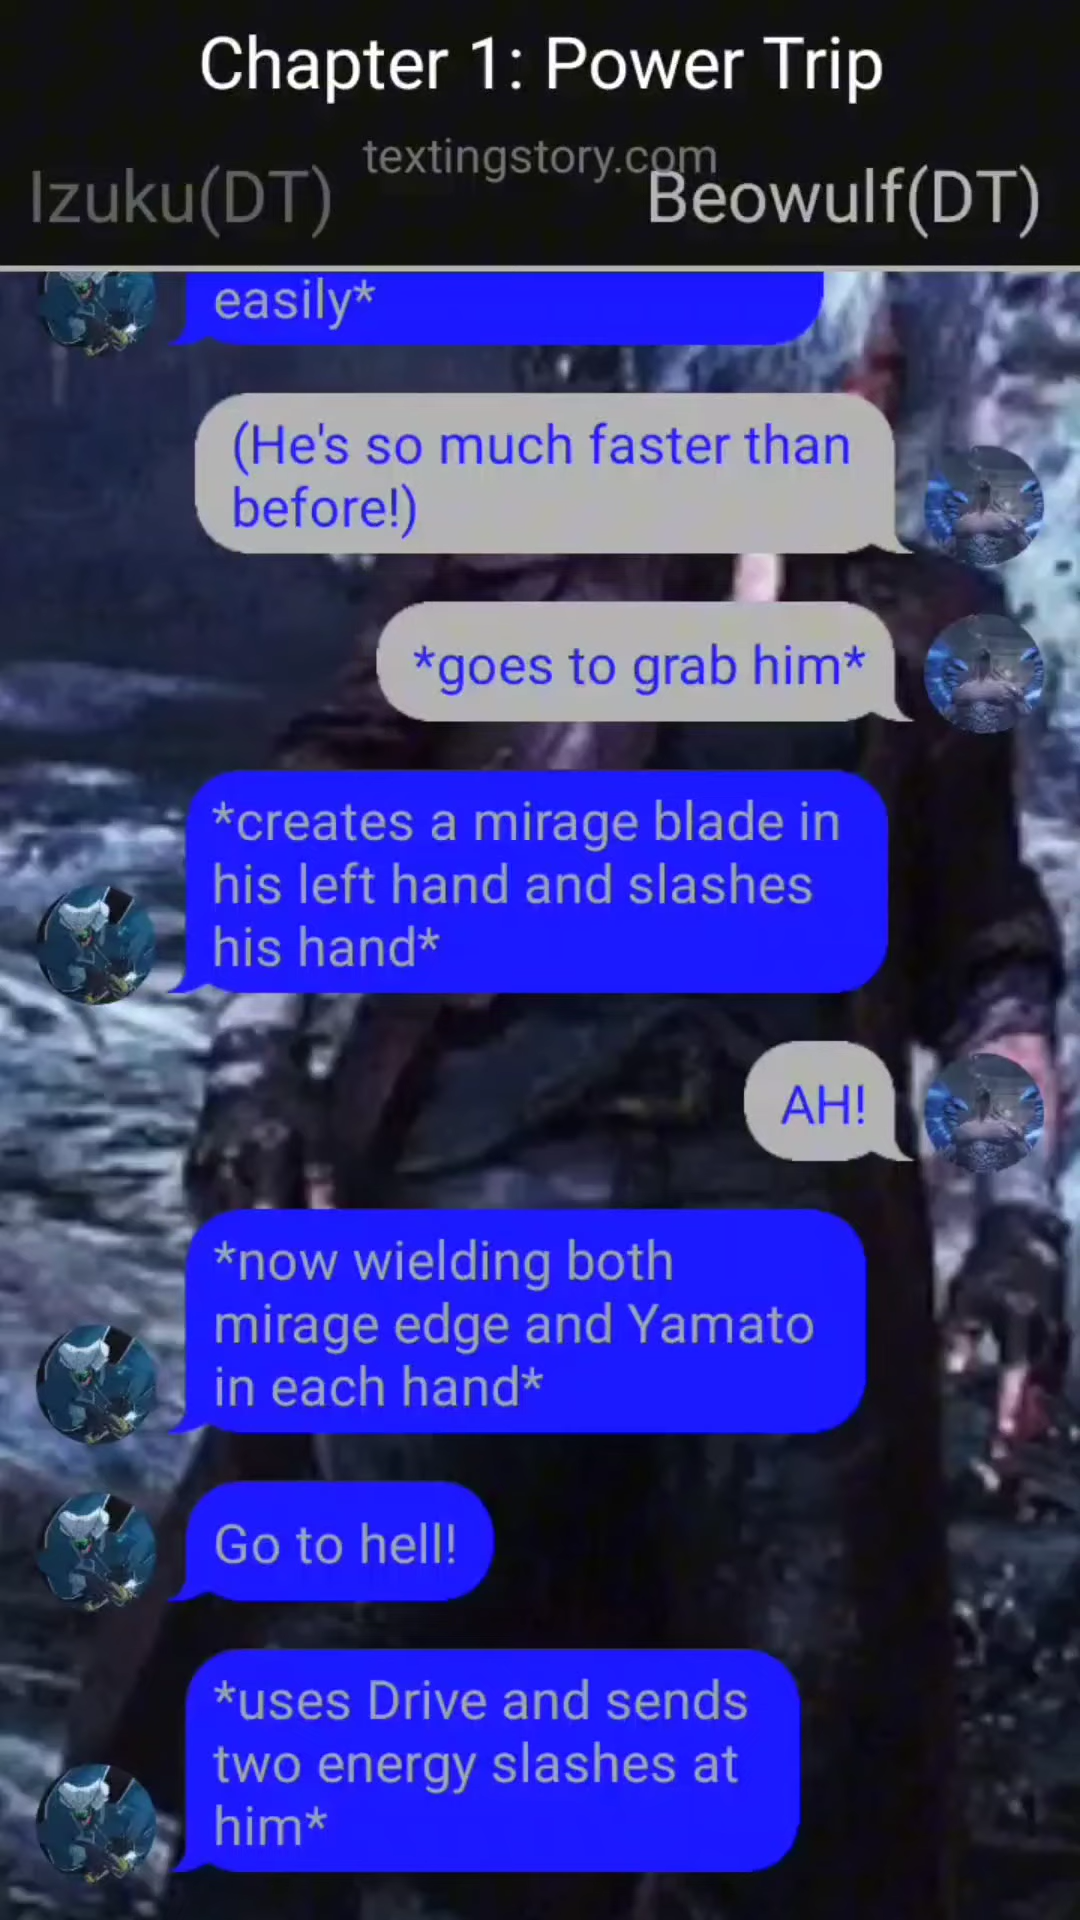 Chapter 1: Power Trip
textingstory.com
Izuku(DT)
Beowulf(DT)
easily*
(He's so much faster than
before!)
*goes to grab him*
*creates a mirage blade in
his left hand and slashes
his hand*
AH!
*now wielding both
mirage edge and Yamato
in each hand*
Go to hell!
*uses Drive and sends
two energy slashes at
him*